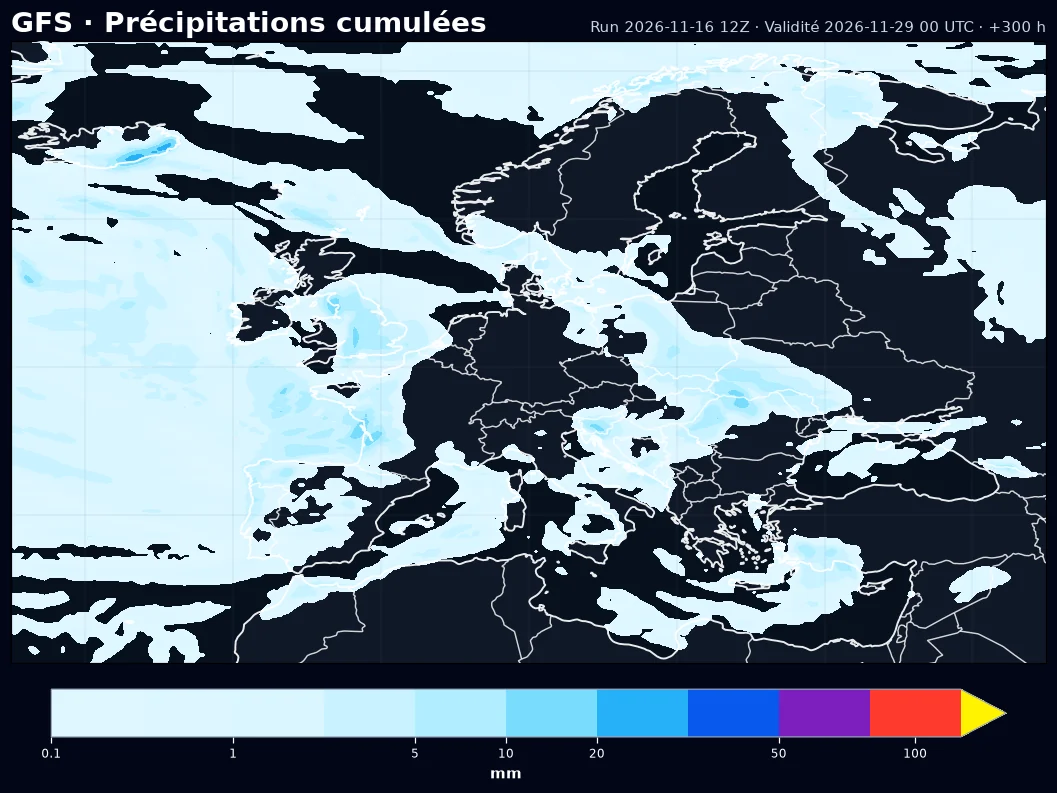 GFS · Précipitations cumulées
Run 2026-11-16 12Z · Validité 2026-11-29 00 UTC · +300 h
0.1 1 5 10 20 50 100
mm